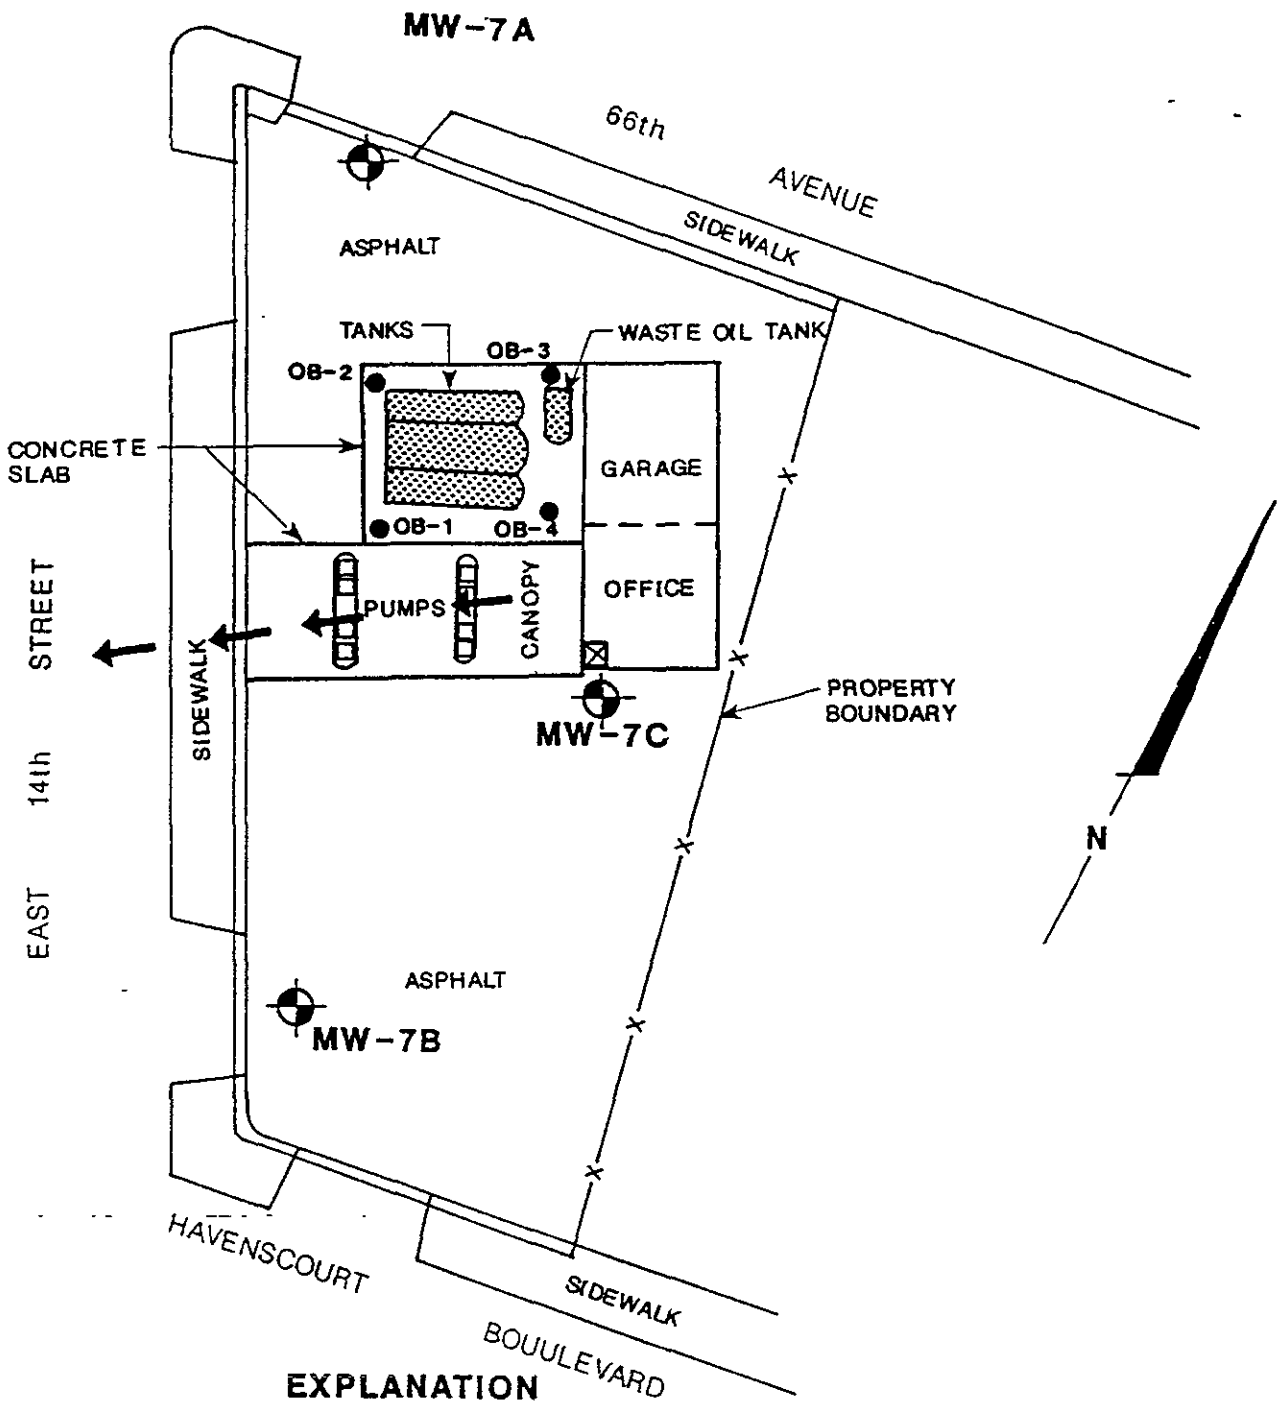 MW-7A
66th
AVENUE
SIDEWALK
ASPHALT
TANKS
WASTE OIL TANK
OB-3
OB-2
CONCRETE
SLAB
GARAGE
OB-1
OB-4
OFFICE
PUMPS
CANOPY
EAST 14th STREET
SIDEWALK
PROPERTY
BOUNDARY
MW-7C
N
ASPHALT
MW-7B
HAVENSCOURT
SIDEWALK
BOUULEVARD
EXPLANATION